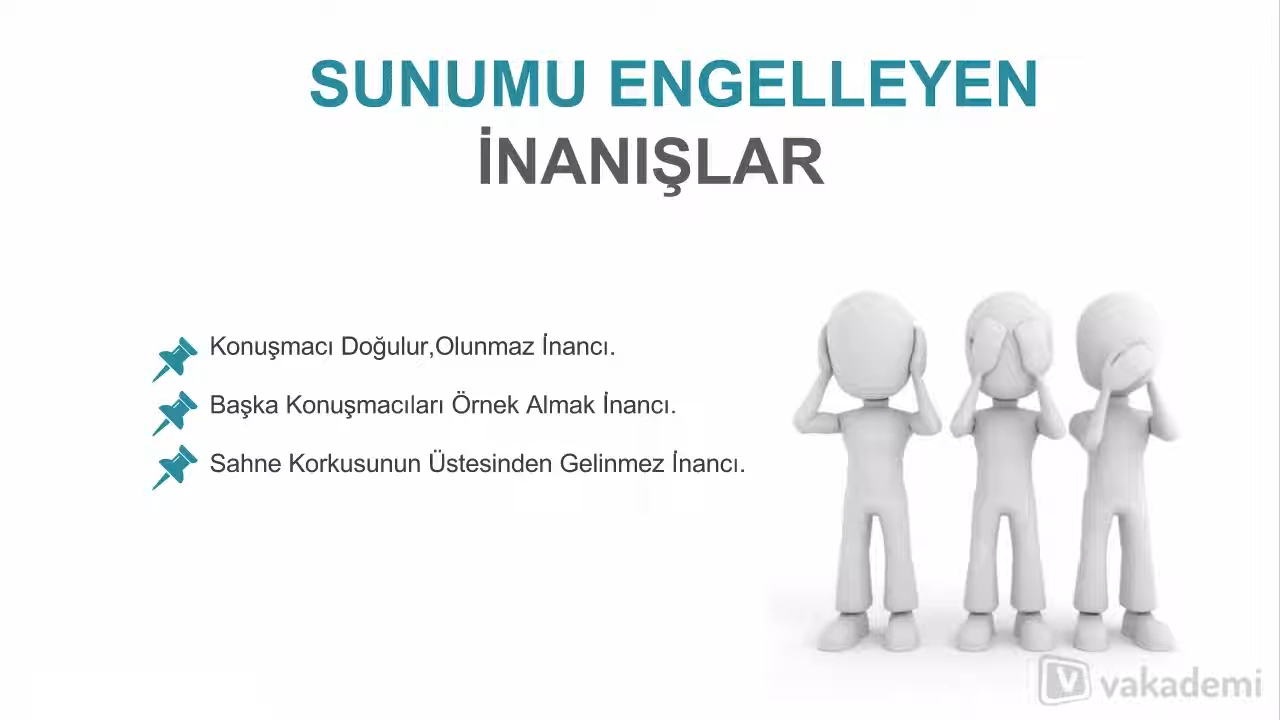 SUNUMU ENGELLEYEN
İNANIŞLAR
Konuşmacı Doğulur,Olunmaz İnancı.
Başka Konuşmacıları Örnek Almak İnancı.
Sahne Korkusunun Üstesinden Gelinmez İnancı.
vakademi